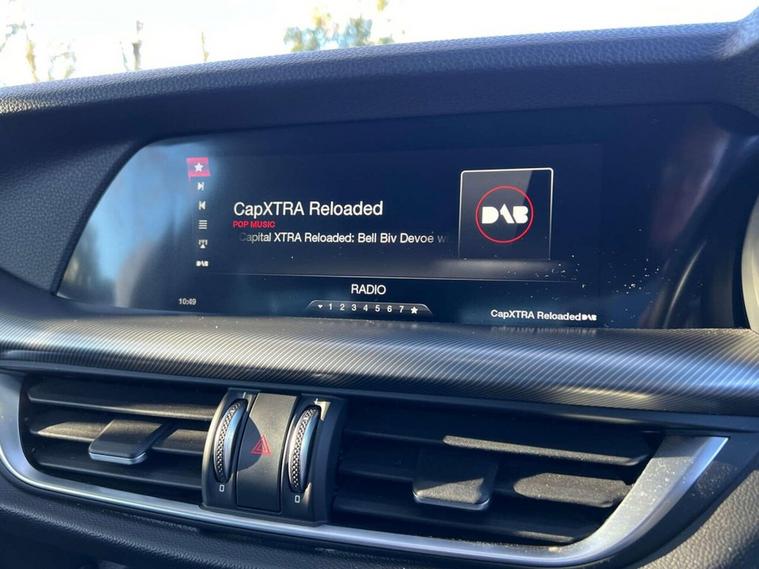 CapXTRA Reloaded
POP MUSIC
Capital XTRA Reloaded: Bell Biv Devoe w
DAB
DAB
RADIO
10:49
1 2 3 4 5 6 7
CapXTRA Reloaded DAB